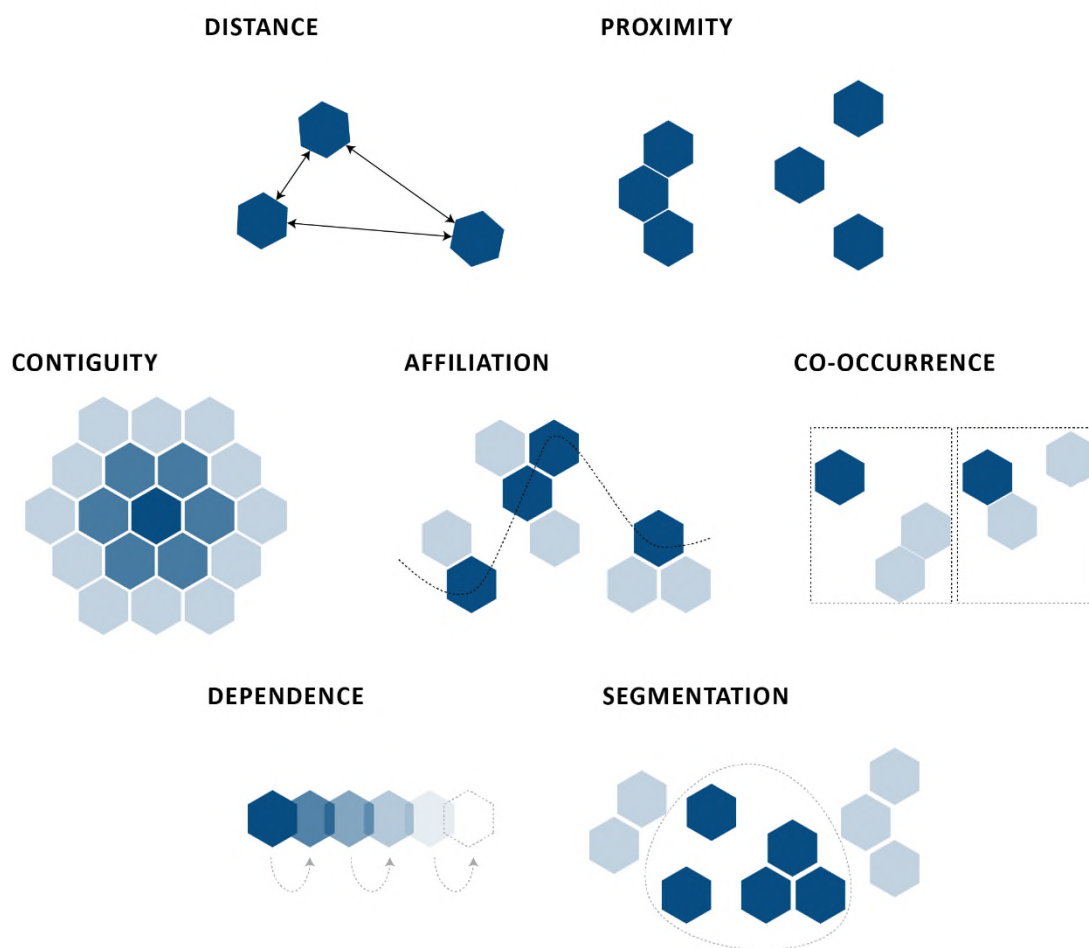 DISTANCE
PROXIMITY
CONTIGUITY
AFFILIATION
CO-OCCURRENCE
DEPENDENCE
SEGMENTATION